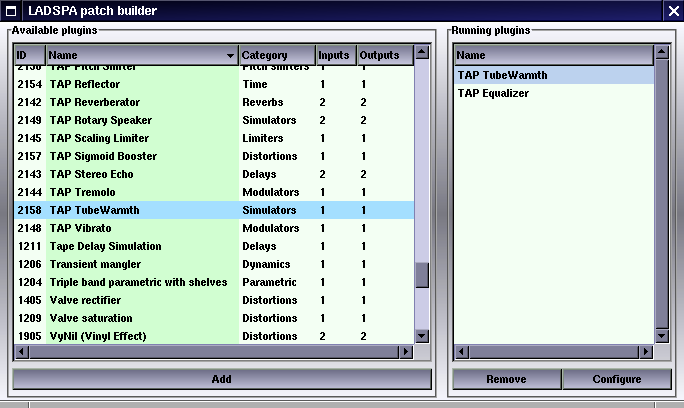 LADSPA patch builder
Available plugins
ID Name Category Inputs Outputs
2150 TAP Pitch Shifter Pitch shifters 1 1
2154 TAP Reflector Time 1 1
2142 TAP Reverberator Reverbs 2 2
2149 TAP Rotary Speaker Simulators 2 2
2145 TAP Scaling Limiter Limiters 1 1
2157 TAP Sigmoid Booster Distortions 1 1
2143 TAP Stereo Echo Delays 2 2
2144 TAP Tremolo Modulators 1 1
2158 TAP TubeWarmth Simulators 1 1
2148 TAP Vibrato Modulators 1 1
1211 Tape Delay Simulation Delays 1 1
1206 Transient mangler Dynamics 1 1
1204 Triple band parametric with shelves Parametric 1 1
1405 Valve rectifier Distortions 1 1
1209 Valve saturation Distortions 1 1
1905 VyNil (Vinyl Effect) Distortions 2 2
Add
Running plugins
Name
TAP TubeWarmth
TAP Equalizer
Remove Configure